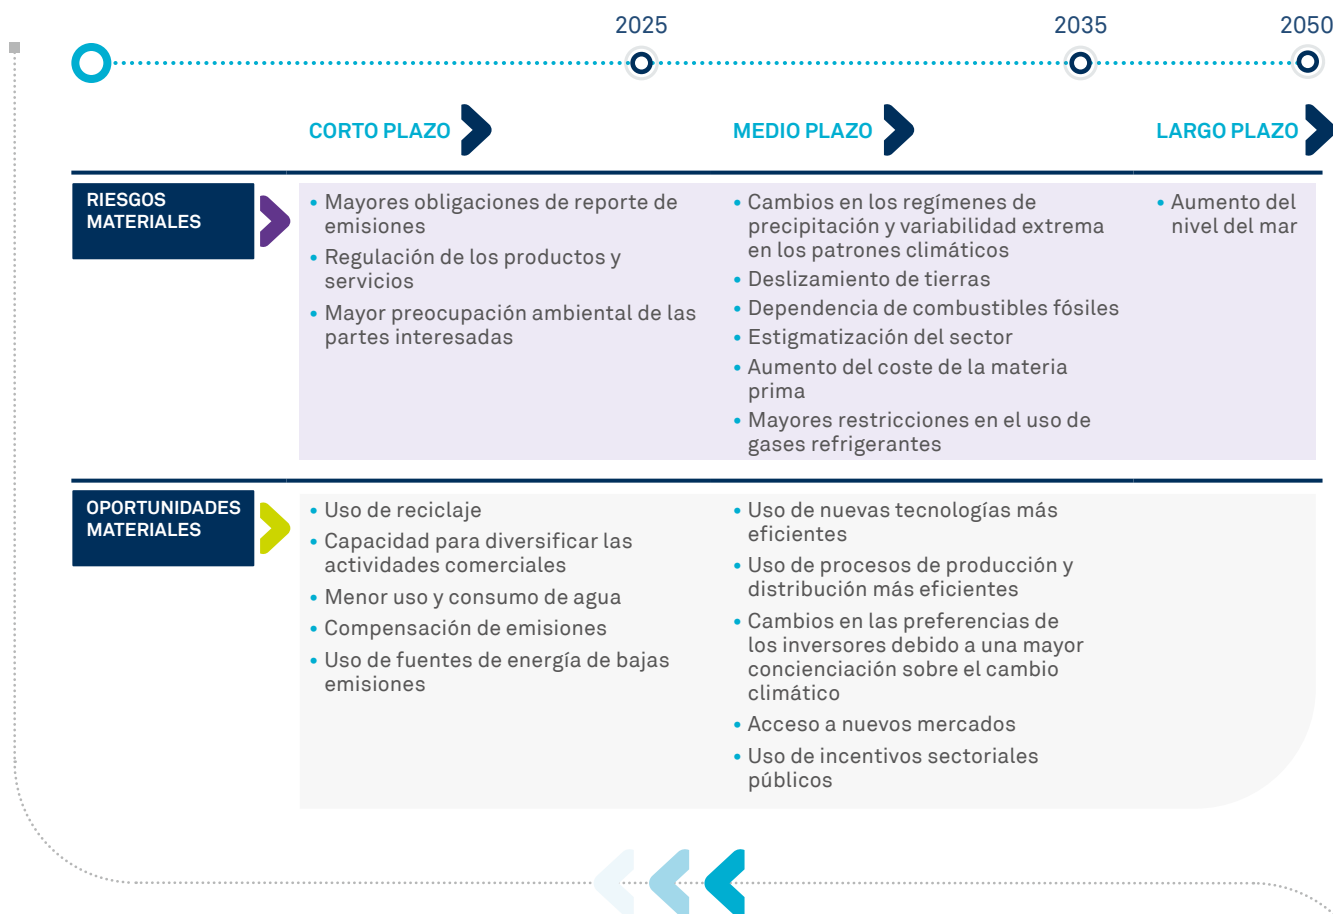 2025
2035
2050
CORTO PLAZO
MEDIO PLAZO
LARGO PLAZO
RIESGOS
MATERIALES
• Mayores obligaciones de reporte de
emisiones
• Regulación de los productos y
servicios
• Mayor preocupación ambiental de las
partes interesadas
• Cambios en los regímenes de
precipitación y variabilidad extrema
en los patrones climáticos
• Deslizamiento de tierras
• Dependencia de combustibles fósiles
• Estigmatización del sector
• Aumento del coste de la materia
prima
• Mayores restricciones en el uso de
gases refrigerantes
• Aumento del
nivel del mar
OPORTUNIDADES
MATERIALES
• Uso de reciclaje
• Capacidad para diversificar las
actividades comerciales
• Menor uso y consumo de agua
• Compensación de emisiones
• Uso de fuentes de energía de bajas
emisiones
• Uso de nuevas tecnologías más
eficientes
• Uso de procesos de producción y
distribución más eficientes
• Cambios en las preferencias de
los inversores debido a una mayor
concienciación sobre el cambio
climático
• Acceso a nuevos mercados
• Uso de incentivos sectoriales
públicos